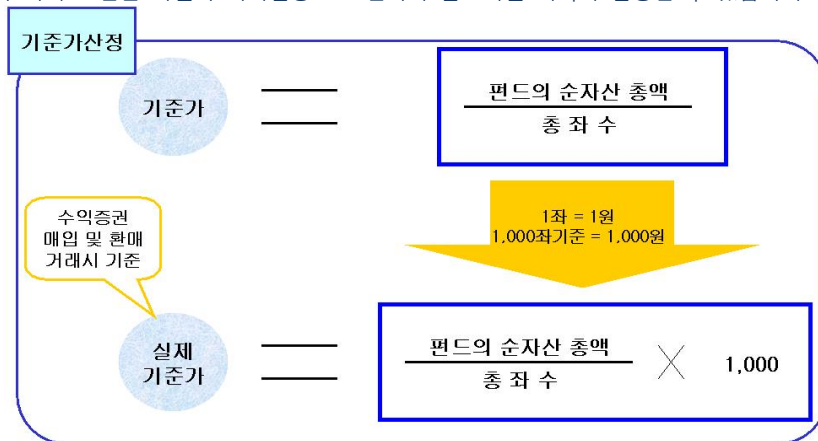 기준가산정
기준가
펀드의 순자산 총액
총 좌 수
1좌 = 1원
1,000좌기준 = 1,000원
수익증권
매입 및 환매
거래시 기준
실제
기준가
펀드의 순자산 총액
총 좌 수
1,000